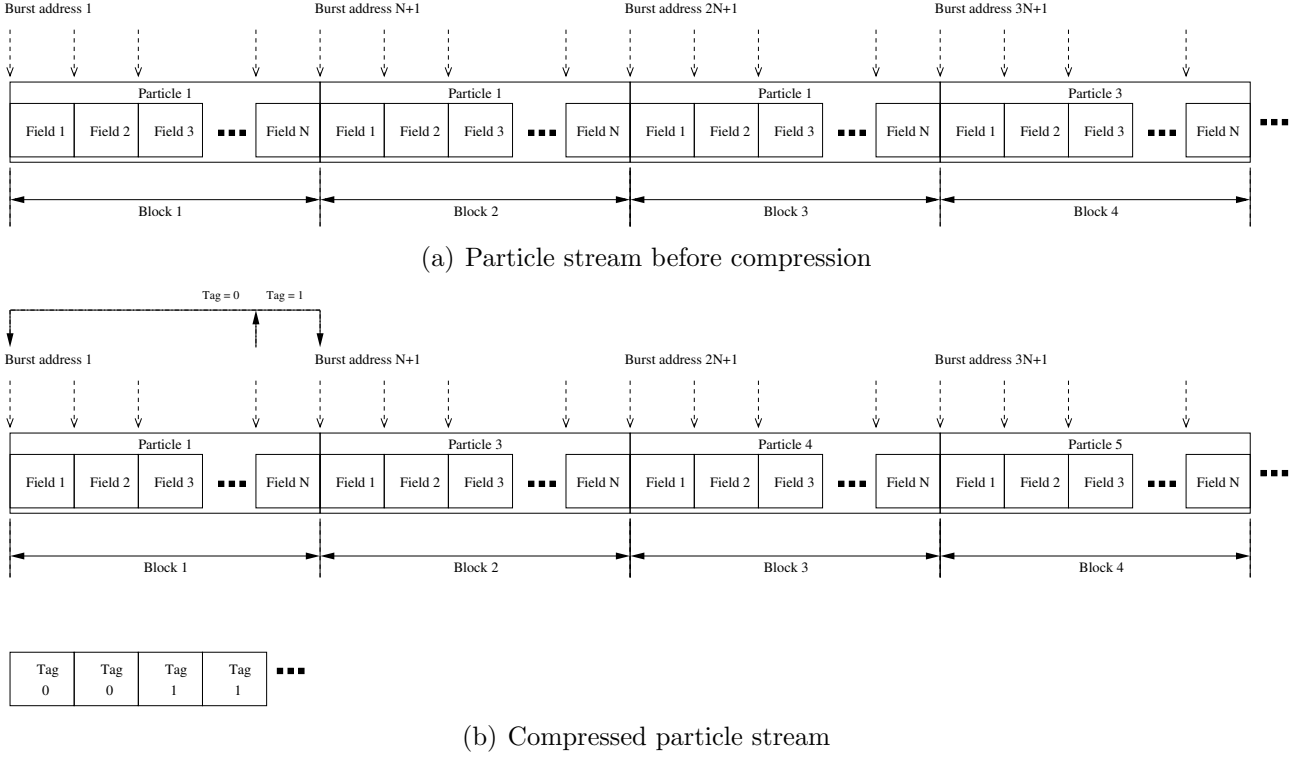 Burst address 1 Burst address N+1 Burst address 2N+1 Burst address 3N+1
Particle 1 Particle 1 Particle 1 Particle 3
Field 1 Field 2 Field 3 Field N Field 1 Field 2 Field 3 Field N Field 1 Field 2 Field 3 Field N Field 1 Field 2 Field 3 Field N
Block 1 Block 2 Block 3 Block 4
(a) Particle stream before compression
Tag = 0 Tag = 1
Burst address 1 Burst address N+1 Burst address 2N+1 Burst address 3N+1
Particle 1 Particle 3 Particle 4 Particle 5
Field 1 Field 2 Field 3 Field N Field 1 Field 2 Field 3 Field N Field 1 Field 2 Field 3 Field N Field 1 Field 2 Field 3 Field N
Block 1 Block 2 Block 3 Block 4
Tag Tag Tag Tag
0 0 1 1
(b) Compressed particle stream